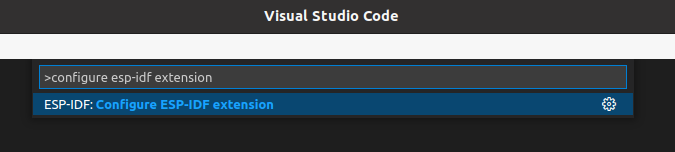 Visual Studio Code
>configure esp-idf extension
ESP-IDF: Configure ESP-IDF extension